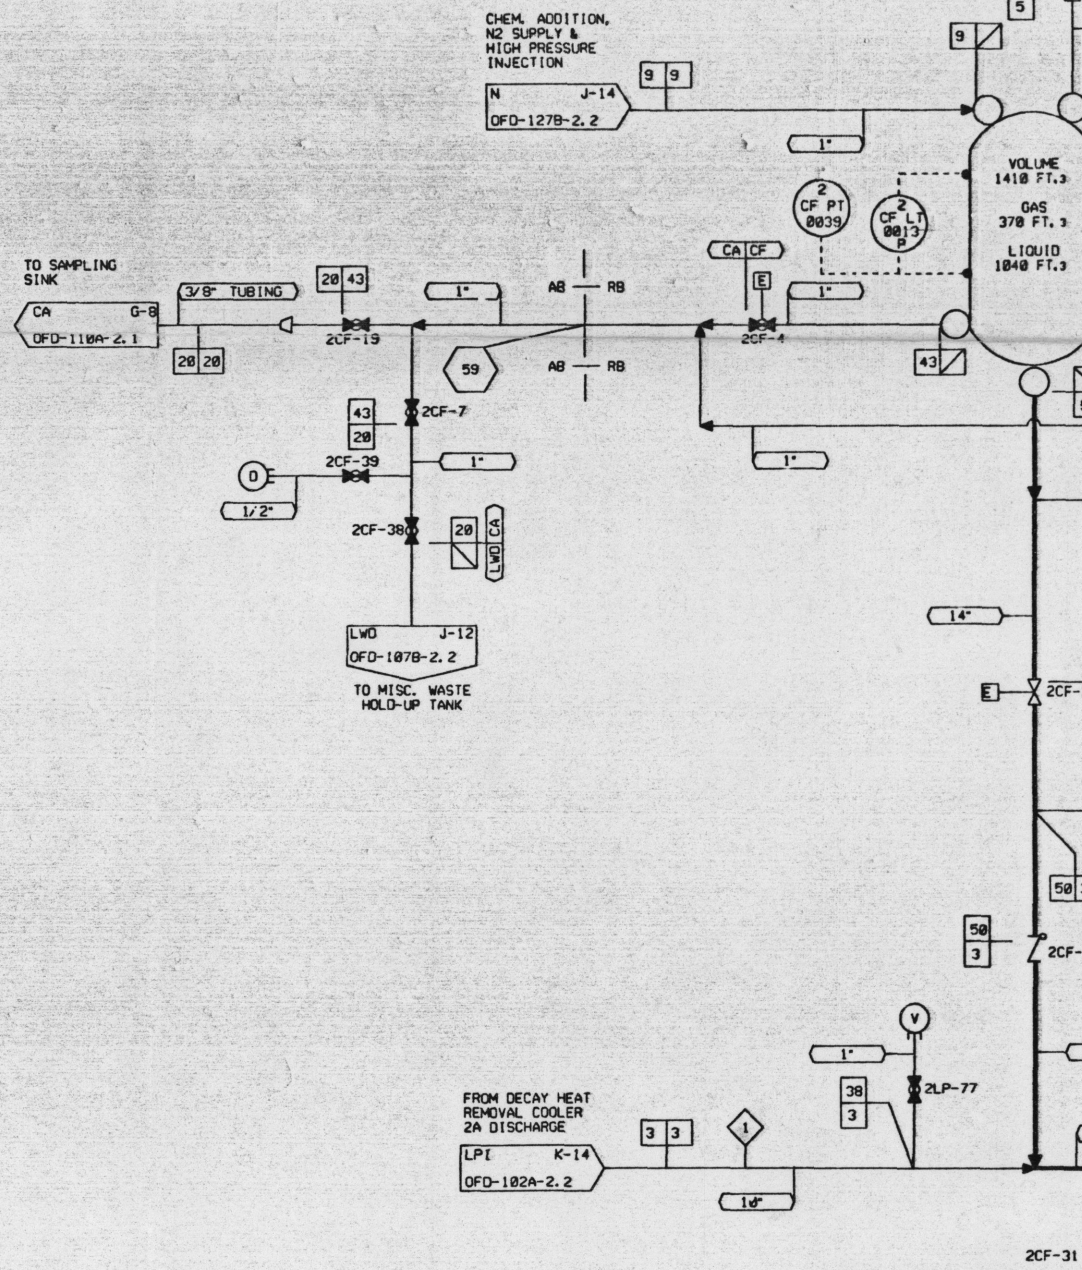 5
CHEM. ADDITION,
N2 SUPPLY &
HIGH PRESSURE
INJECTION
9
9 9
N J-14
OFD-127B-2.2
1"
VOLUME
1410 FT.3
GAS
370 FT.3
LIQUID
1040 FT.3
2
CF PT
0039
2
CF LT
0013
P
CA CF
E
TO SAMPLING
SINK
3/8" TUBING
20 43
1"
AB RB
1"
CA G-8
OFD-110A-2.1
20 20
2CF-19
2CF-4
43
59
AB RB
43
20
2CF-7
2CF-39
1"
1"
D
1/2"
2CF-38
20
LWD CA
LWD J-12
OFD-107B-2.2
TO MISC. WASTE
HOLD-UP TANK
14"
E
2CF-
50
50
3
2CF-
V
1"
38
3
2LP-77
FROM DECAY HEAT
REMOVAL COOLER
2A DISCHARGE
3 3
1
LPI K-14
OFD-102A-2.2
10"
2CF-31